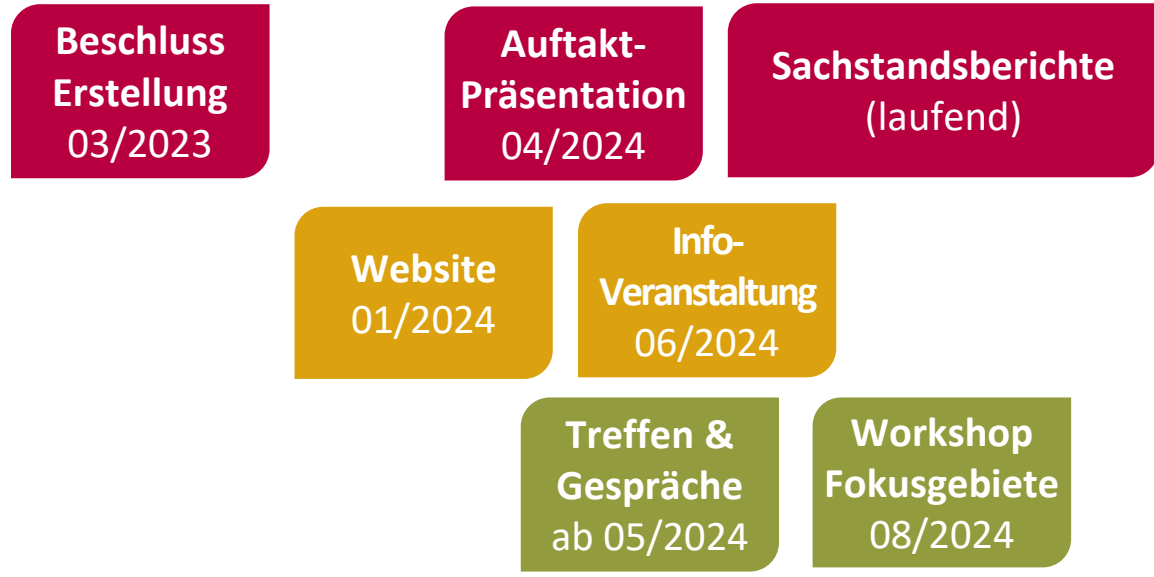 Beschluss
Erstellung
03/2023
Auftakt-
Präsentation
04/2024
Sachstandsberichte
(laufend)
Website
01/2024
Info-
Veranstaltung
06/2024
Treffen &
Gespräche
ab 05/2024
Workshop
Fokusgebiete
08/2024